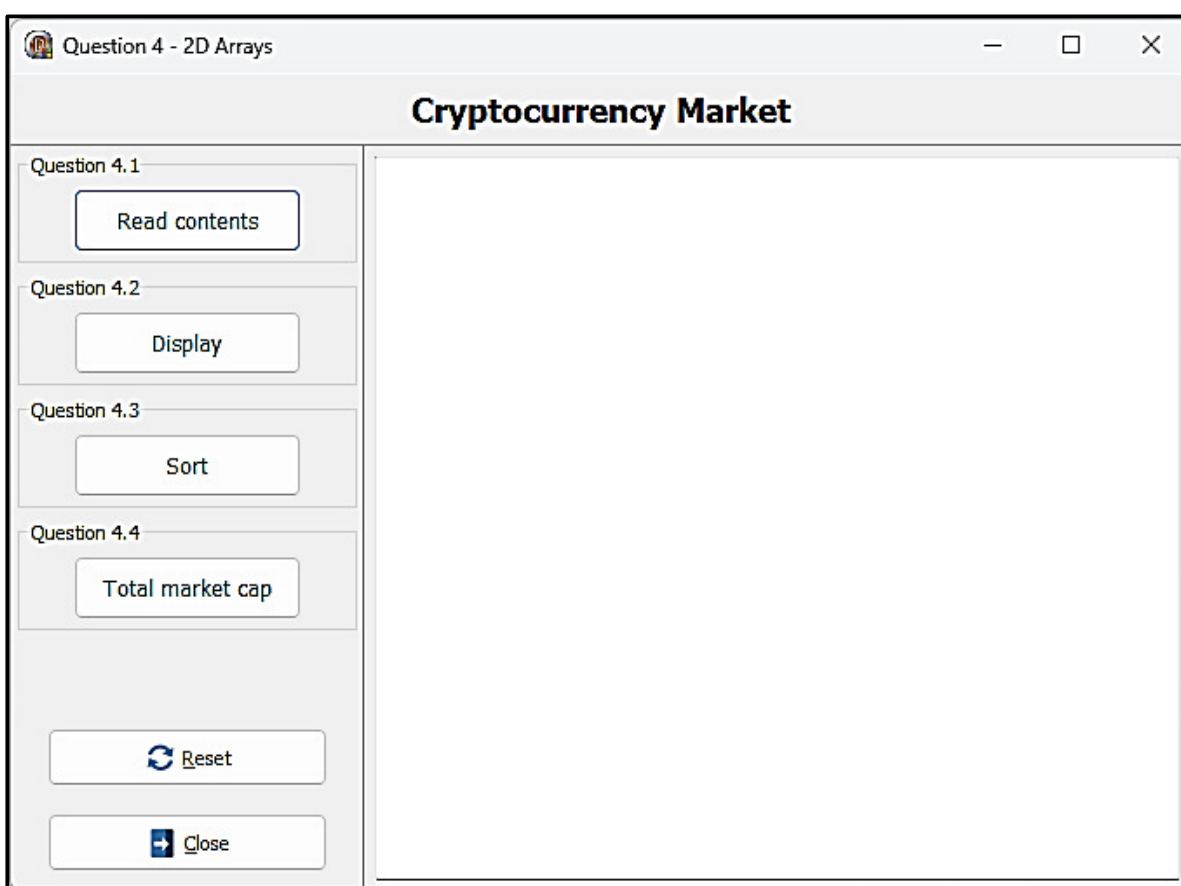 Question 4 - 2D Arrays
Cryptocurrency Market
Question 4.1
Read contents
Question 4.2
Display
Question 4.3
Sort
Question 4.4
Total market cap
Reset
Close